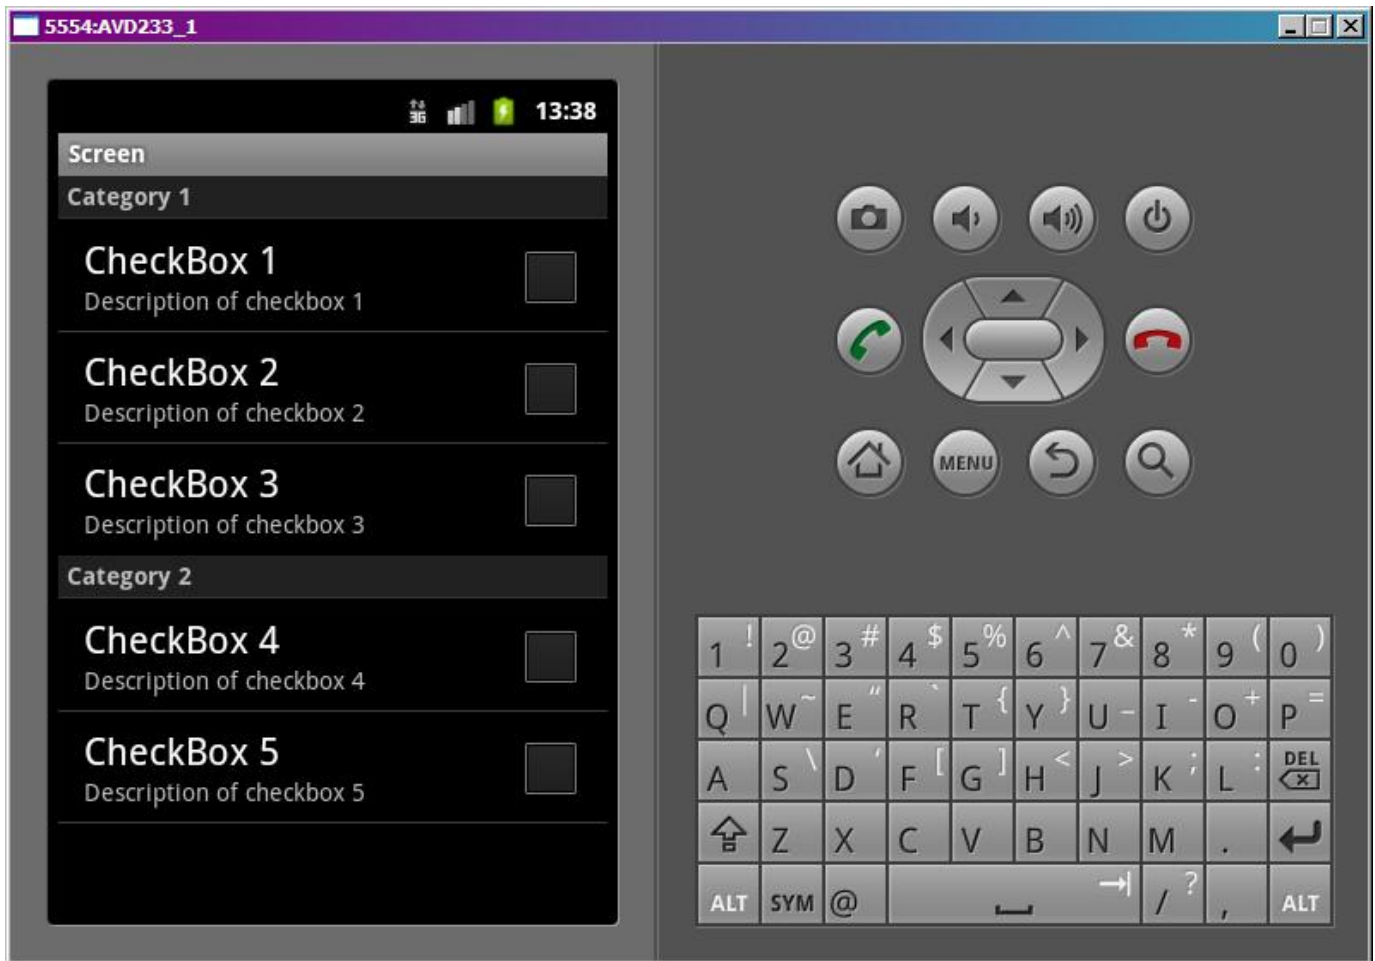 5554:AVD233_1
3G 13:38
Screen
Category 1
CheckBox 1
Description of checkbox 1
CheckBox 2
Description of checkbox 2
CheckBox 3
Description of checkbox 3
Category 2
CheckBox 4
Description of checkbox 4
CheckBox 5
Description of checkbox 5
MENU
1 ! 2 @ 3 # 4 $ 5 % 6 ^ 7 & 8 * 9 ( 0 )
Q | W ~ E “ R ` T { Y } U _ I - O + P =
A S \ D ‘ F [ G ] H < J > K ; L : DEL
Z X C V B N M .
ALT SYM @ / ? , ALT